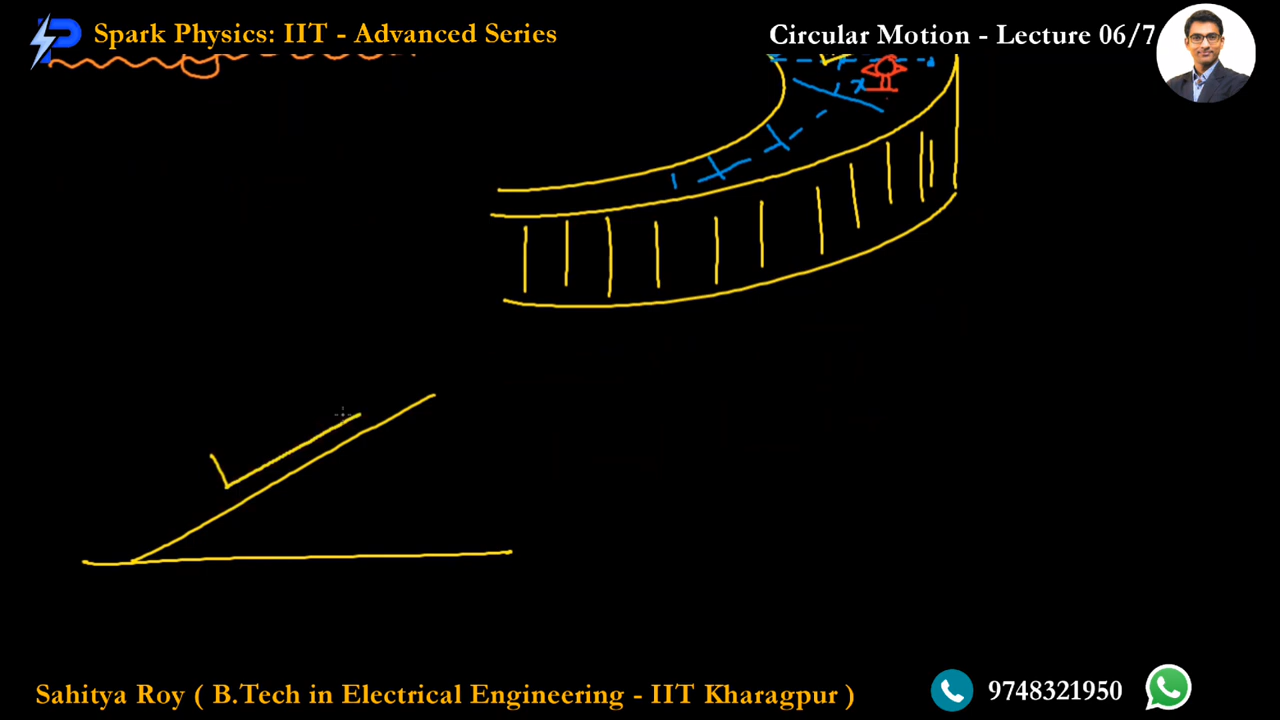 Spark Physics: IIT - Advanced Series
Circular Motion - Lecture 06/7
x
Sahitya Roy ( B.Tech in Electrical Engineering - IIT Kharagpur )
9748321950